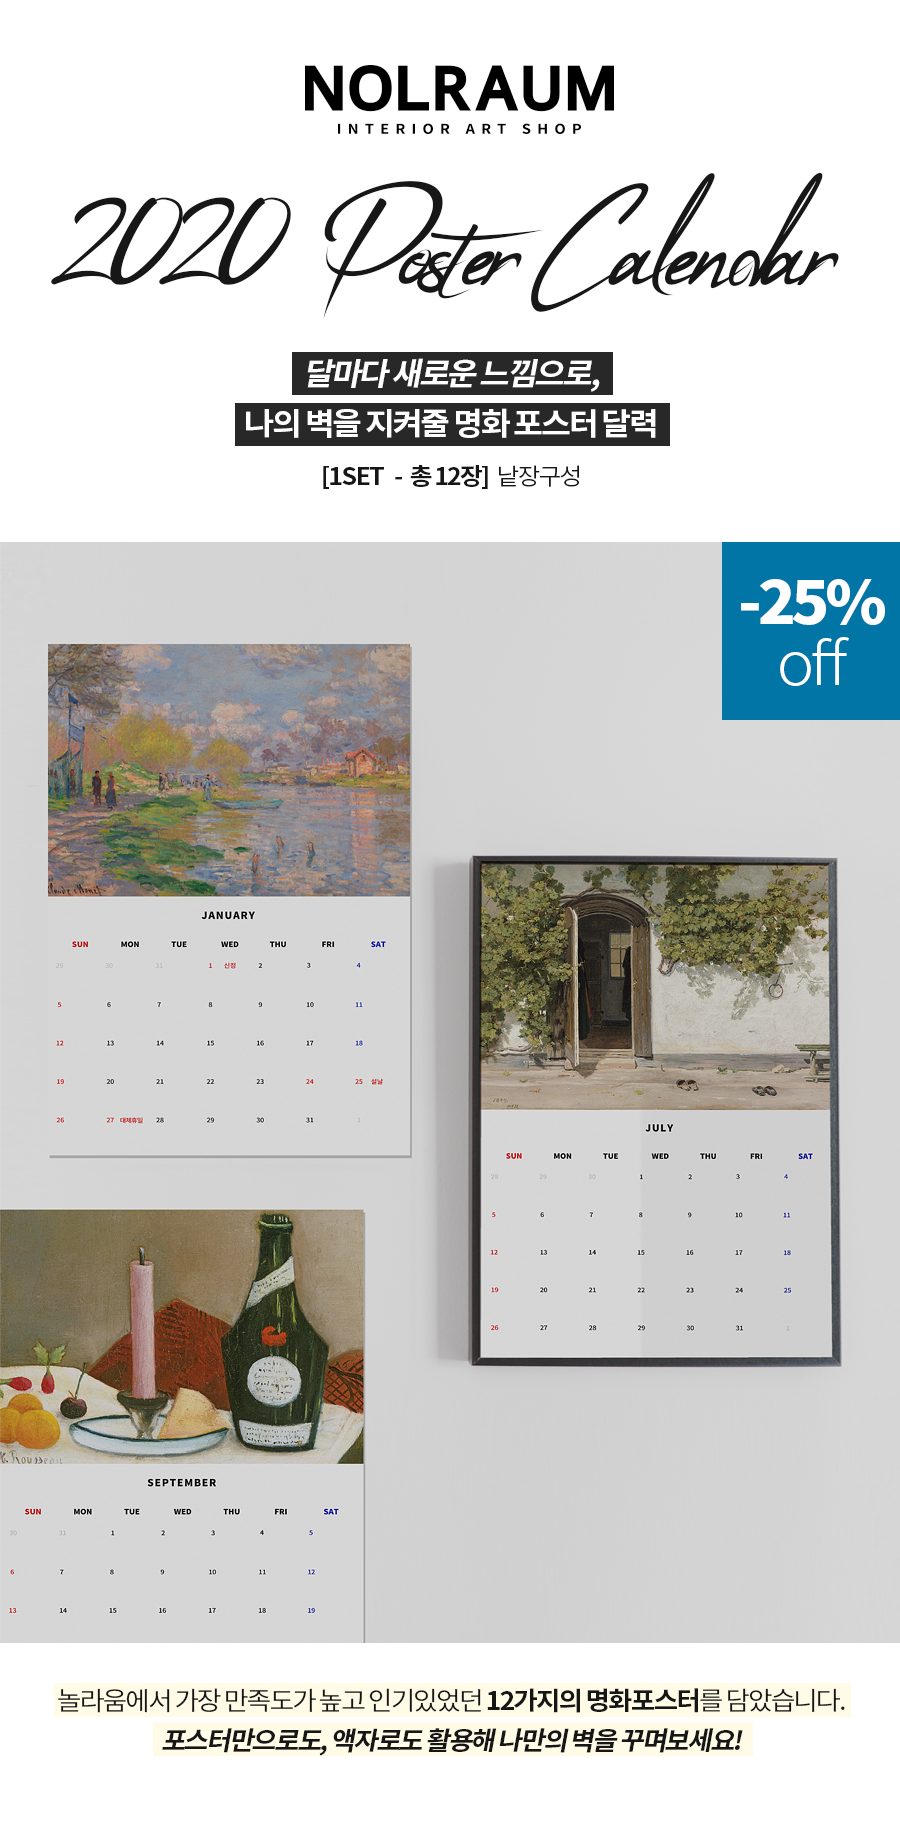 NOLRAUM
INTERIOR ART SHOP
2020 Poster Calendar
달마다 새로운 느낌으로,
나의 벽을 지켜줄 명화 포스터 달력
[1SET - 총 12장] 낱장구성
-25%
off
Claude Monet
JANUARY
SUN MON TUE WED THU FRI SAT
29 30 31 1 신정 2 3 4
5 6 7 8 9 10 11
12 13 14 15 16 17 18
19 20 21 22 23 24 25 설날
26 27 대체휴일 28 29 30 31 1
JULY
SUN MON TUE WED THU FRI SAT
28 29 30 1 2 3 4
5 6 7 8 9 10 11
12 13 14 15 16 17 18
19 20 21 22 23 24 25
26 27 28 29 30 31 1
H. Rousseau
SEPTEMBER
SUN MON TUE WED THU FRI SAT
30 31 1 2 3 4 5
6 7 8 9 10 11 12
13 14 15 16 17 18 19
놀라움에서 가장 만족도가 높고 인기있었던 12가지의 명화포스터를 담았습니다.
포스터만으로도, 액자로도 활용해 나만의 벽을 꾸며보세요!